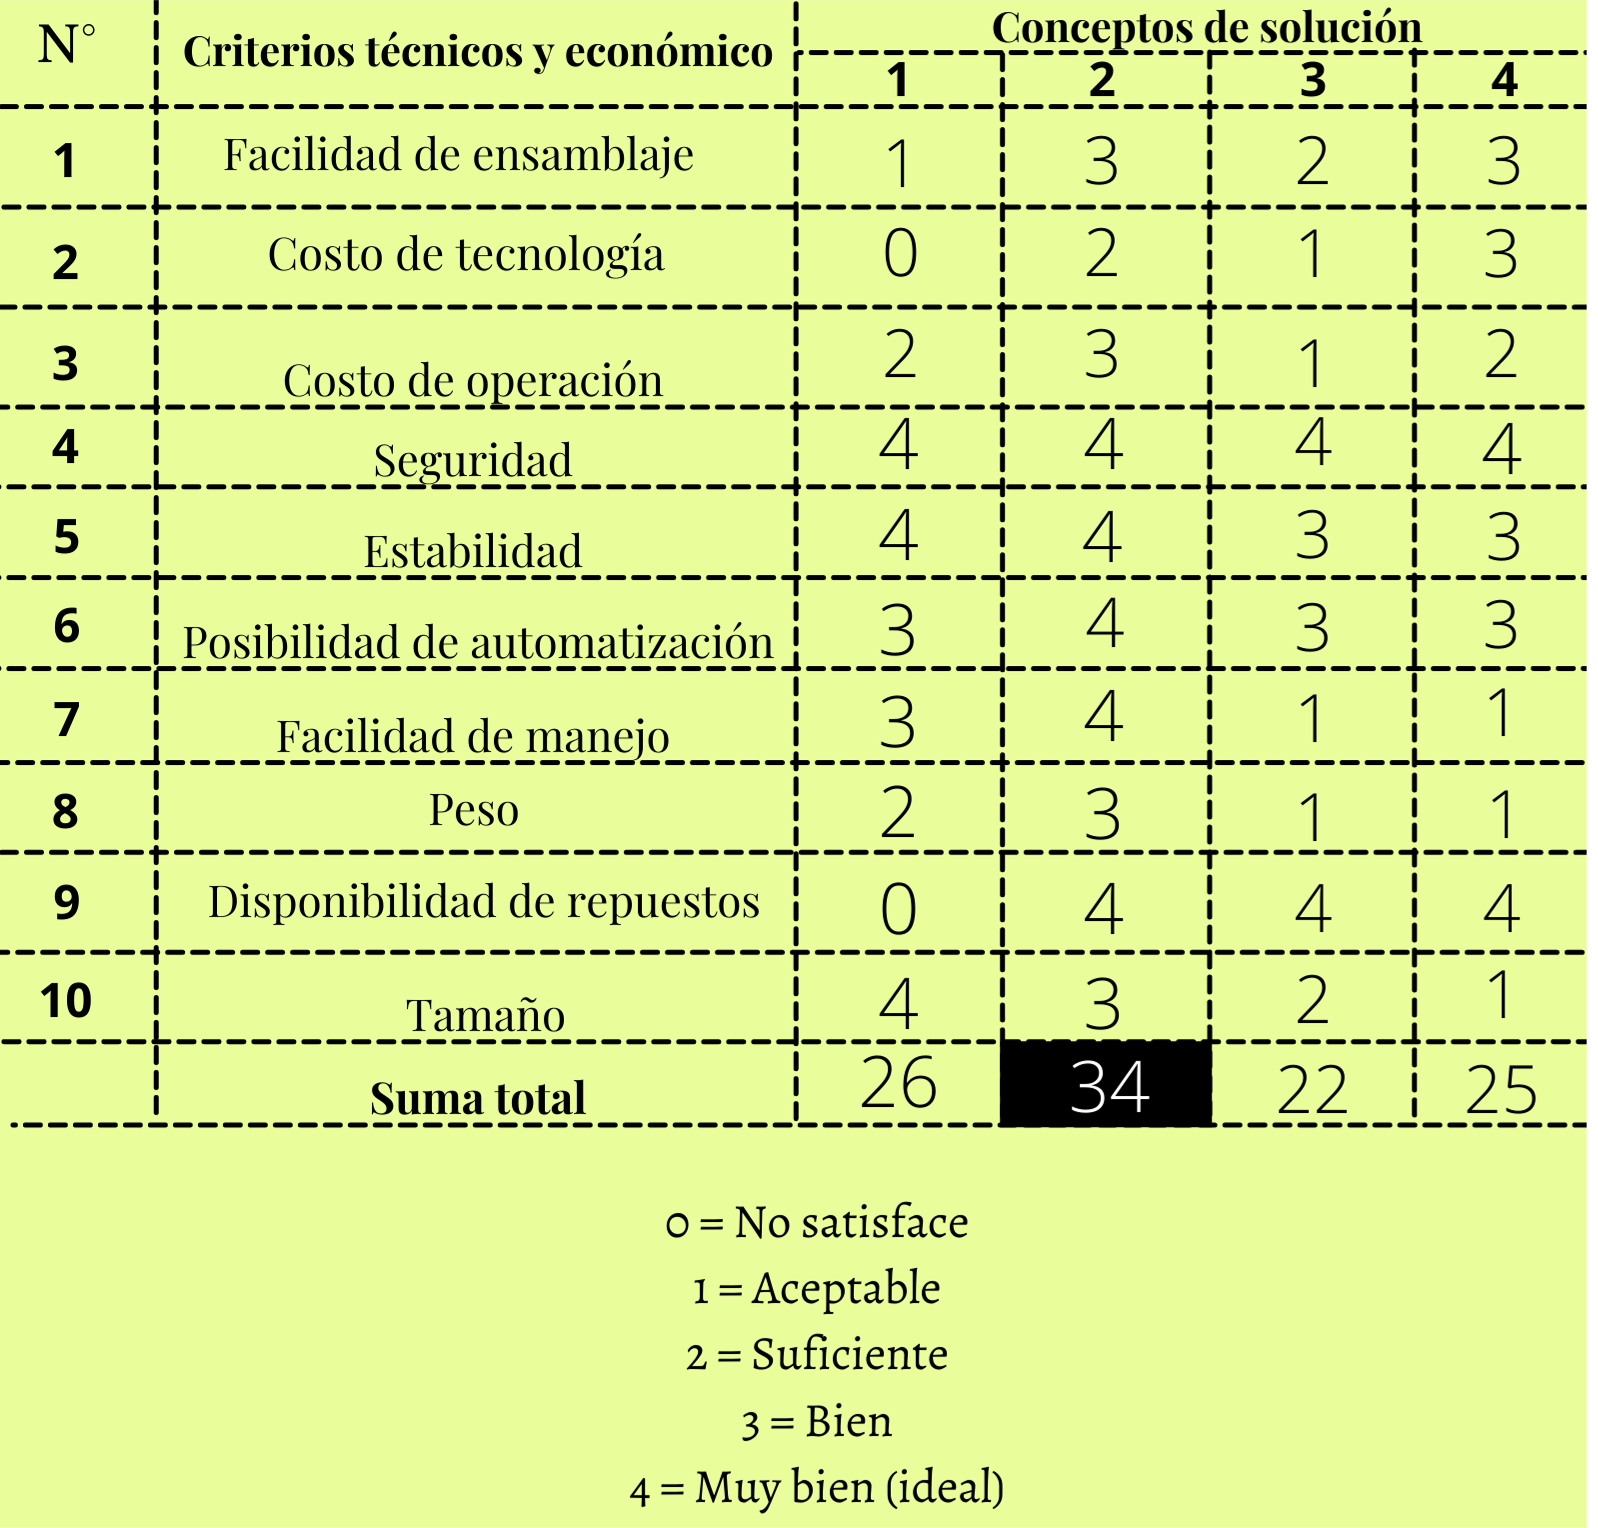 N° Criterios técnicos y económico Conceptos de solución
1 2 3 4
1 Facilidad de ensamblaje 1 3 2 3
2 Costo de tecnología 0 2 1 3
3 Costo de operación 2 3 1 2
4 Seguridad 4 4 4 4
5 Estabilidad 4 4 3 3
6 Posibilidad de automatización 3 4 3 3
7 Facilidad de manejo 3 4 1 1
8 Peso 2 3 1 1
9 Disponibilidad de repuestos 0 4 4 4
10 Tamaño 4 3 2 1
Suma total 26 34 22 25
0 = No satisface
1 = Aceptable
2 = Suficiente
3 = Bien
4 = Muy bien (ideal)